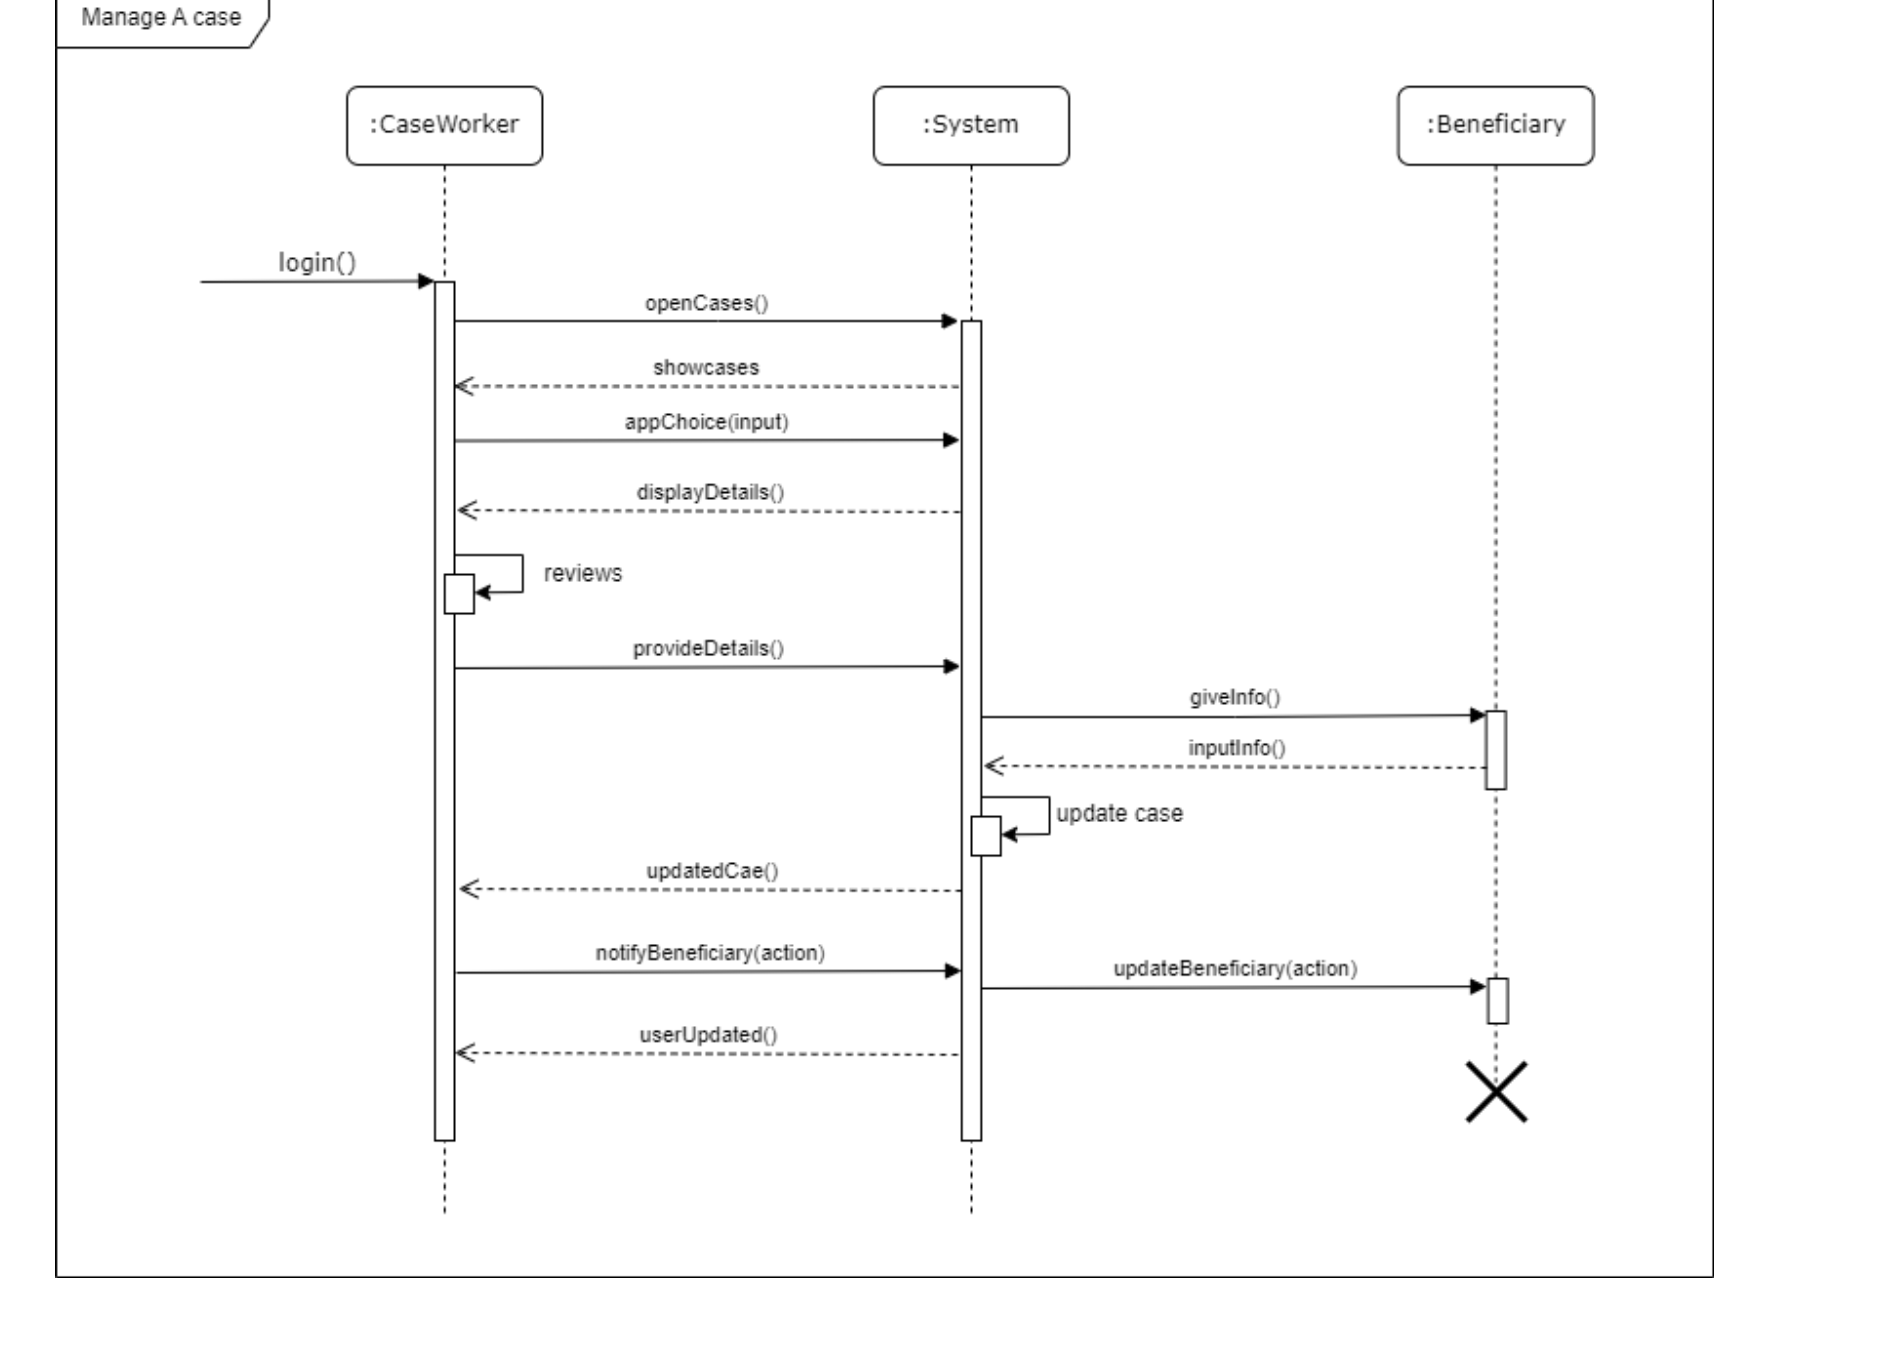 Manage A case
:CaseWorker
:System
:Beneficiary
login()
openCases()
showcases
appChoice(input)
displayDetails()
reviews
provideDetails()
giveInfo()
inputInfo()
update case
updatedCae()
notifyBeneficiary(action)
updateBeneficiary(action)
userUpdated()